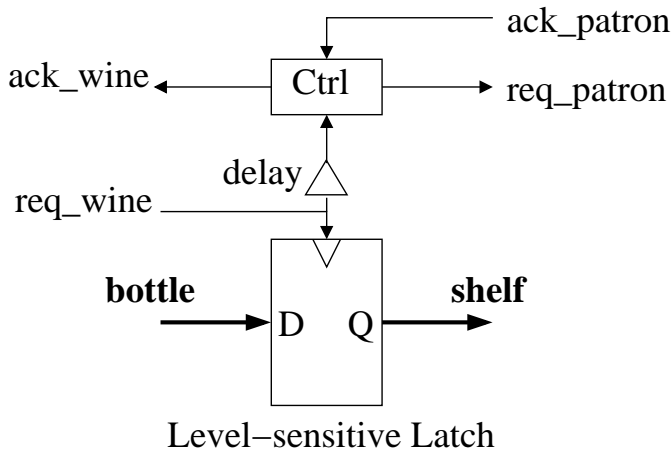 ack_patron
ack_wine
Ctrl
req_patron
delay
req_wine
bottle
shelf
D
Q
Level−sensitive Latch